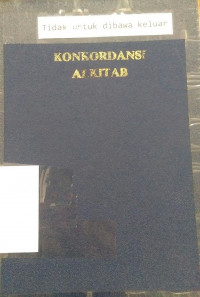 Tidak untuk dibawa keluar
KONKORDANSI
ALKITAB